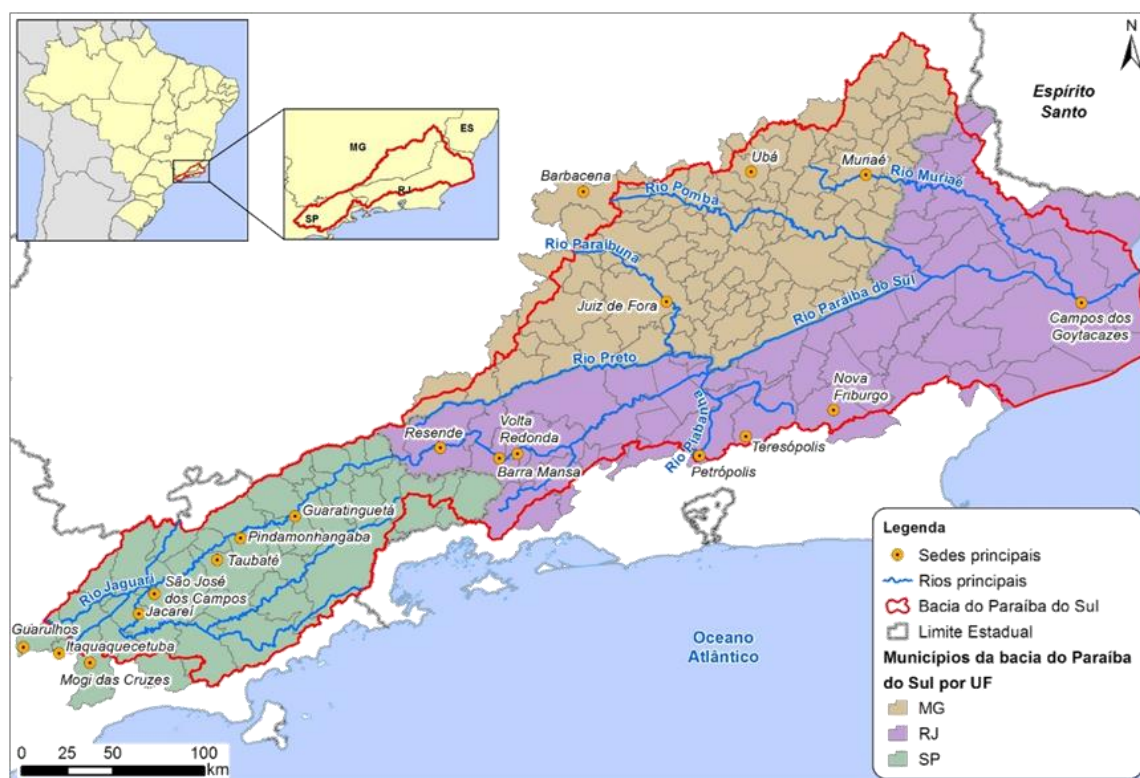 N
Espírito
Santo
ES
MG
RJ
SP
Ubá
Muriaé
Barbacena
Rio Pomba
Rio Muriaé
Rio Paraibuna
Juiz de Fora
Rio Paraíba do Sul
Campos dos
Goytacazes
Rio Preto
Nova
Friburgo
Rio Piabanha
Volta
Redonda
Resende
Teresópolis
Barra Mansa
Petrópolis
Guaratinguetá
Pindamonhangaba
Taubaté
Rio Jaguari
São José
dos Campos
Jacareí
Guarulhos
Itaquaquecetuba
Mogi das Cruzes
Oceano
Atlântico
Legenda
Sedes principais
Rios principais
Bacia do Paraíba do Sul
Limite Estadual
Municípios da bacia do Paraíba
do Sul por UF
MG
RJ
SP
0 25 50 100
km